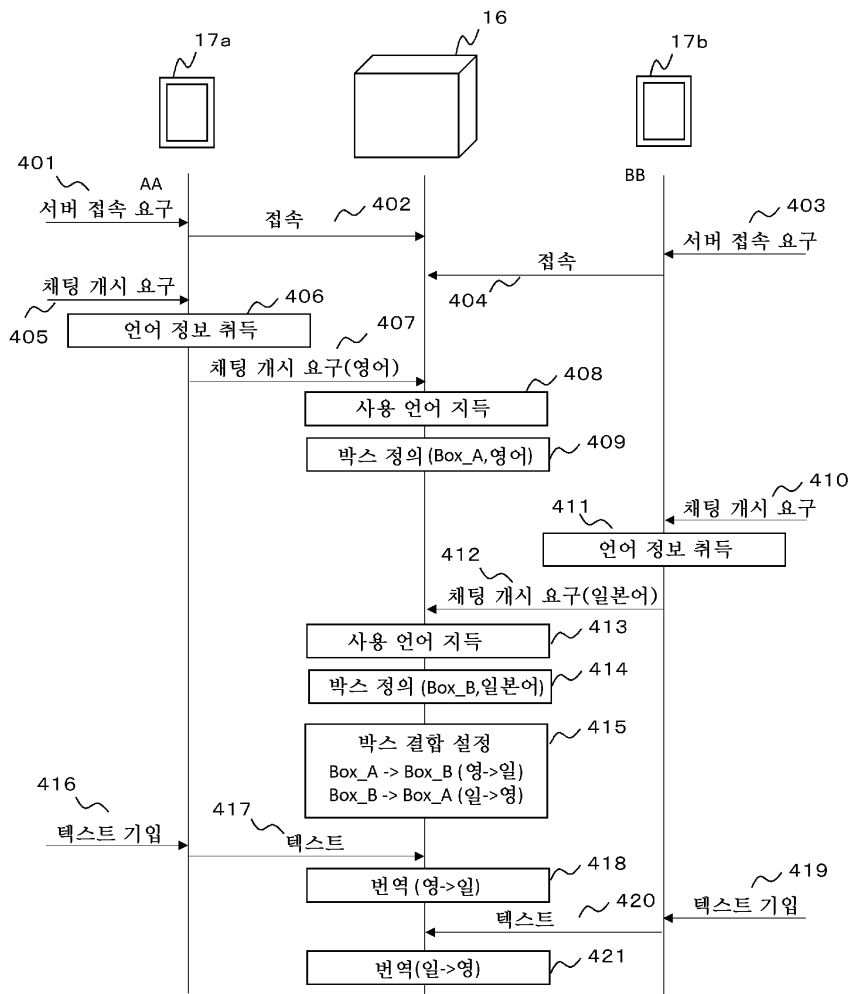 17a
16
17b
401
AA
BB
서버 접속 요구
접속
402
403
서버 접속 요구
접속
404
채팅 개시 요구
405
406
언어 정보 취득
407
채팅 개시 요구(영어)
408
사용 언어 지득
박스 정의 (Box_A,영어)
409
410
채팅 개시 요구
411
언어 정보 취득
412
채팅 개시 요구(일본어)
사용 언어 지득
413
박스 정의 (Box_B,일본어)
414
박스 결합 설정
415
Box_A -> Box_B (영->일)
Box_B -> Box_A (일->영)
416
텍스트 기입
417
텍스트
번역 (영->일)
418
419
텍스트 기입
420
텍스트
번역(일->영)
421